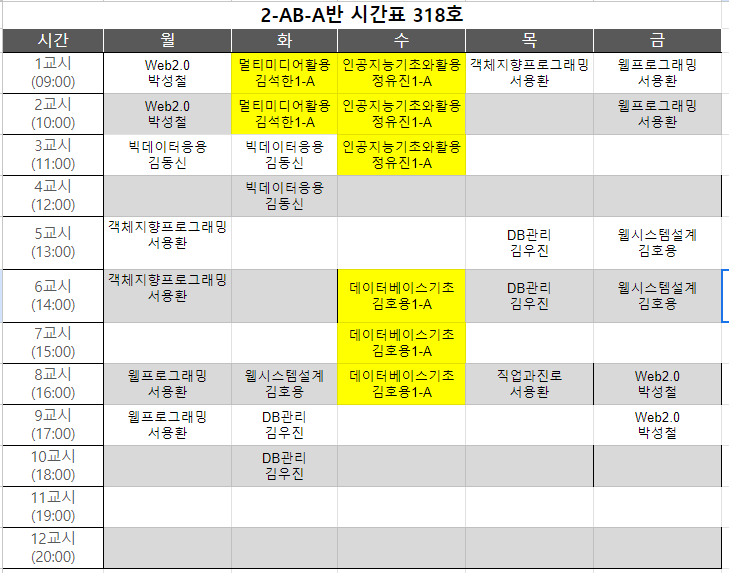 2-AB-A반 시간표 318호
시간 월 화 수 목 금
1교시 Web2.0 멀티미디어활용 인공지능기초와활용 객체지향프로그래밍 웹프로그래밍
(09:00) 박성철 김석한1-A 정유진1-A 서용환 서용환
2교시 Web2.0 멀티미디어활용 인공지능기초와활용 웹프로그래밍
(10:00) 박성철 김석한1-A 정유진1-A 서용환
3교시 빅데이터응용 빅데이터응용 인공지능기초와활용
(11:00) 김동신 김동신 정유진1-A
4교시 빅데이터응용
(12:00) 김동신
5교시 객체지향프로그래밍 DB관리 웹시스템설계
(13:00) 서용환 김우진 김호용
6교시 객체지향프로그래밍 데이터베이스기초 DB관리 웹시스템설계
(14:00) 서용환 김호용1-A 김우진 김호용
7교시 데이터베이스기초
(15:00) 김호용1-A
8교시 웹프로그래밍 웹시스템설계 데이터베이스기초 직업과진로 Web2.0
(16:00) 서용환 김호용 김호용1-A 서용환 박성철
9교시 웹프로그래밍 DB관리 Web2.0
(17:00) 서용환 김우진 박성철
10교시 DB관리
(18:00) 김우진
11교시
(19:00)
12교시
(20:00)